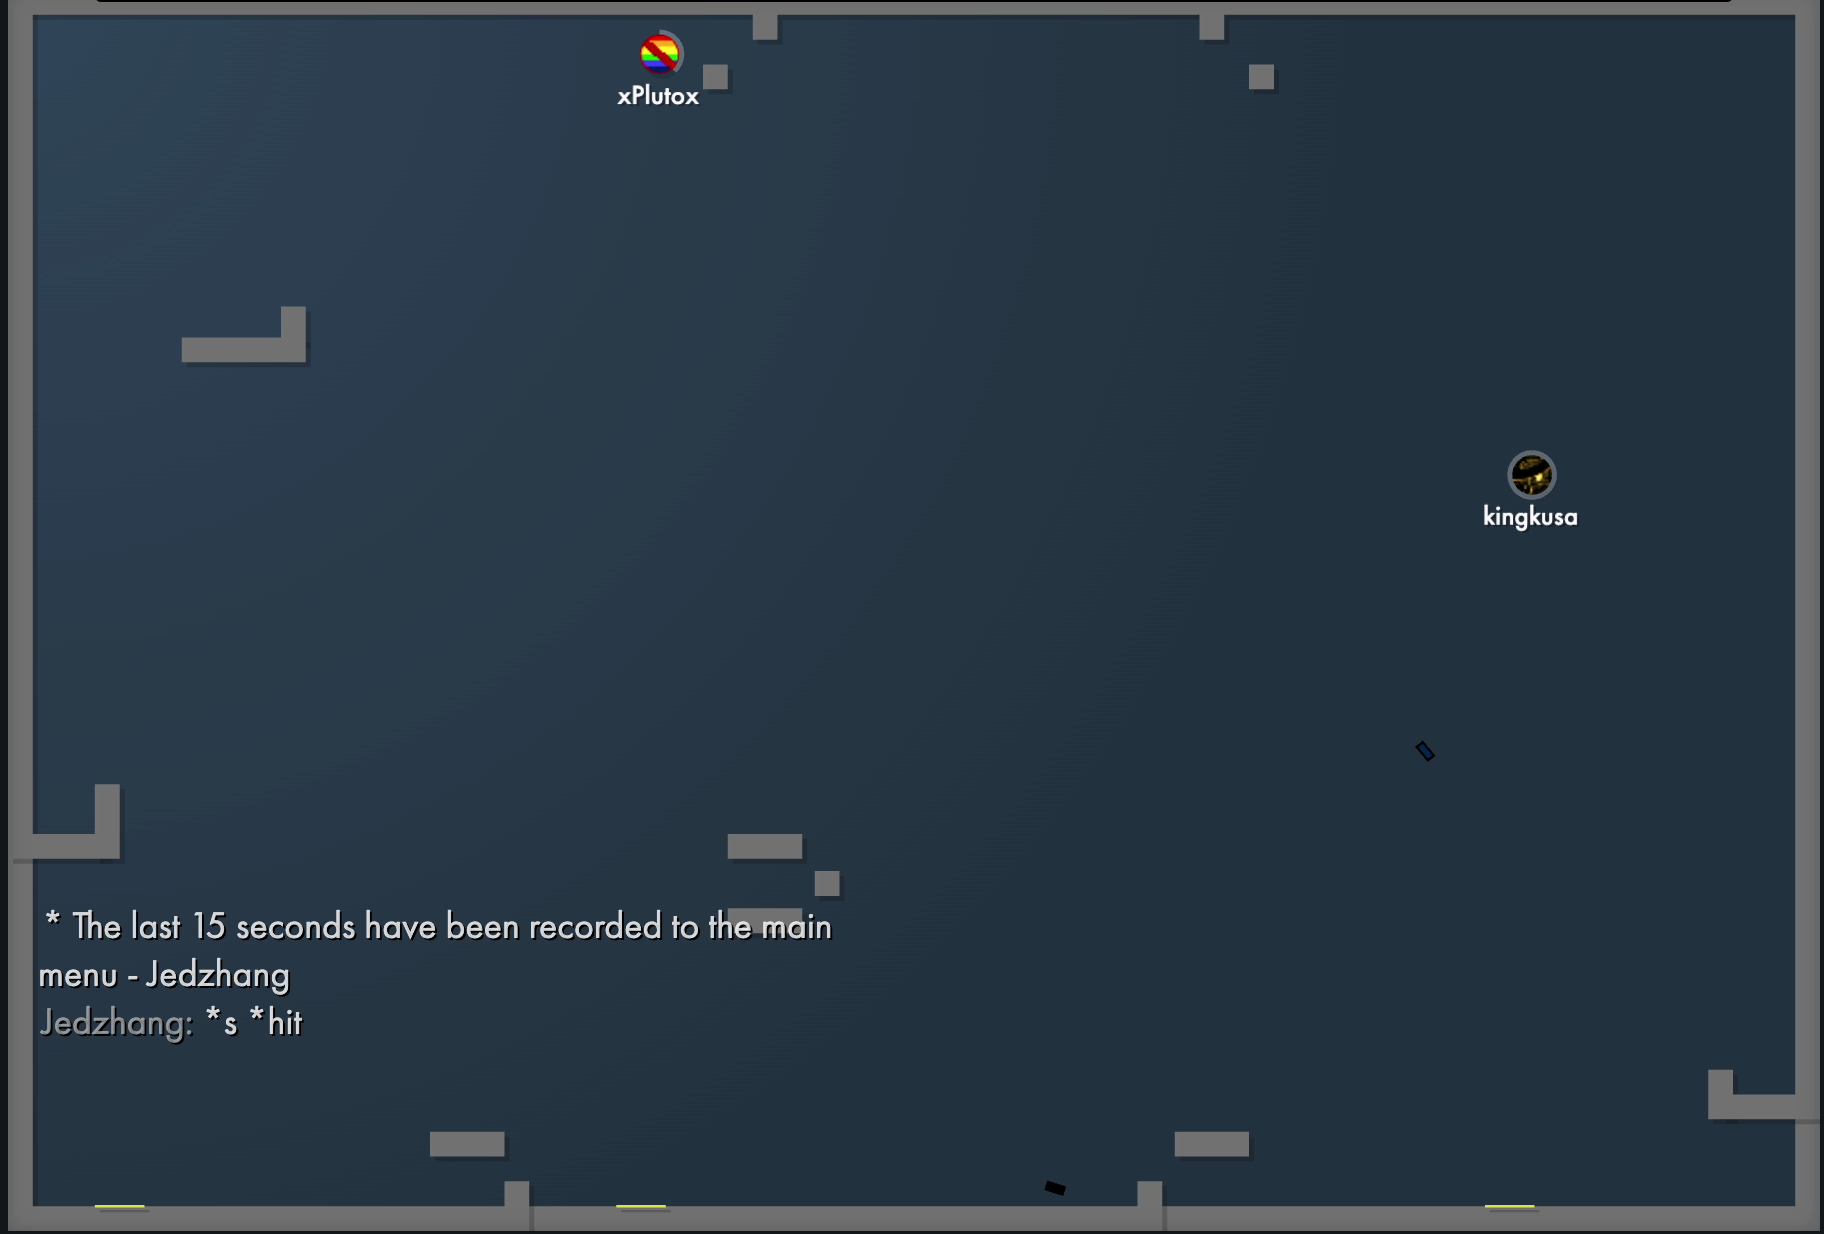 xPlutox
kingkusa
* The last 15 seconds have been recorded to the main
menu - Jedzhang
Jedzhang: *s *hit